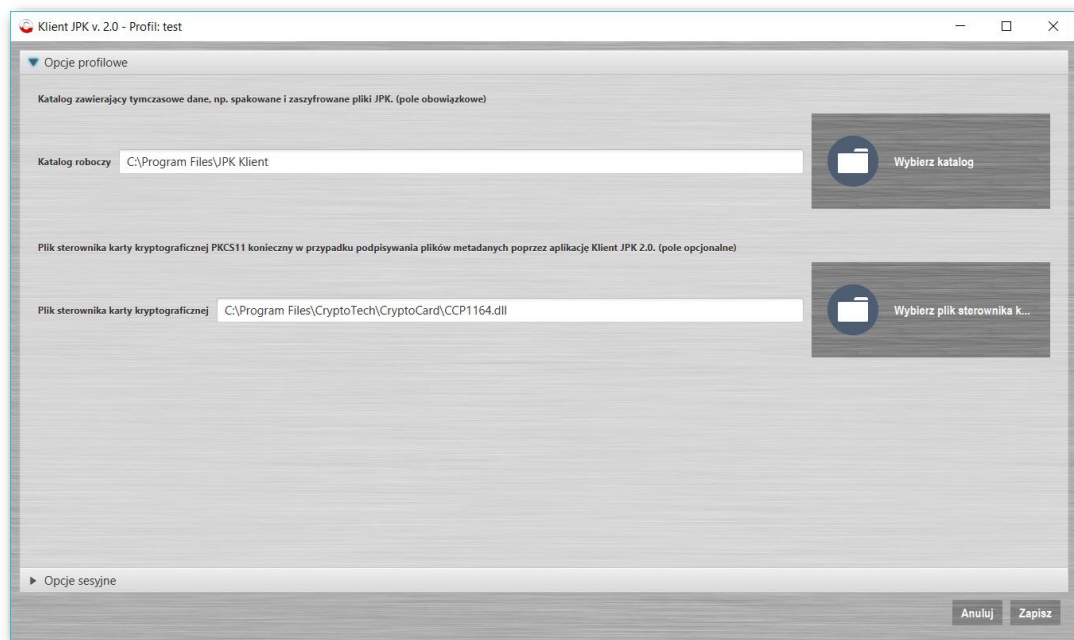 Klient JPK v. 2.0 - Profil: test
Opcje profilowe
Katalog zawierający tymczasowe dane, np. spakowane i zaszyfrowane pliki JPK. (pole obowiązkowe)
Katalog roboczy C:\Program Files\JPK Klient Wybierz katalog
Plik sterownika karty kryptograficznej PKCS11 konieczny w przypadku podpisywania plików metadanych poprzez aplikację Klient JPK 2.0. (pole opcjonalne)
Plik sterownika karty kryptograficznej C:\Program Files\CryptoTech\CryptoCard\CCP1164.dll Wybierz plik sterownika k...
Opcje sesyjne
Anuluj Zapisz